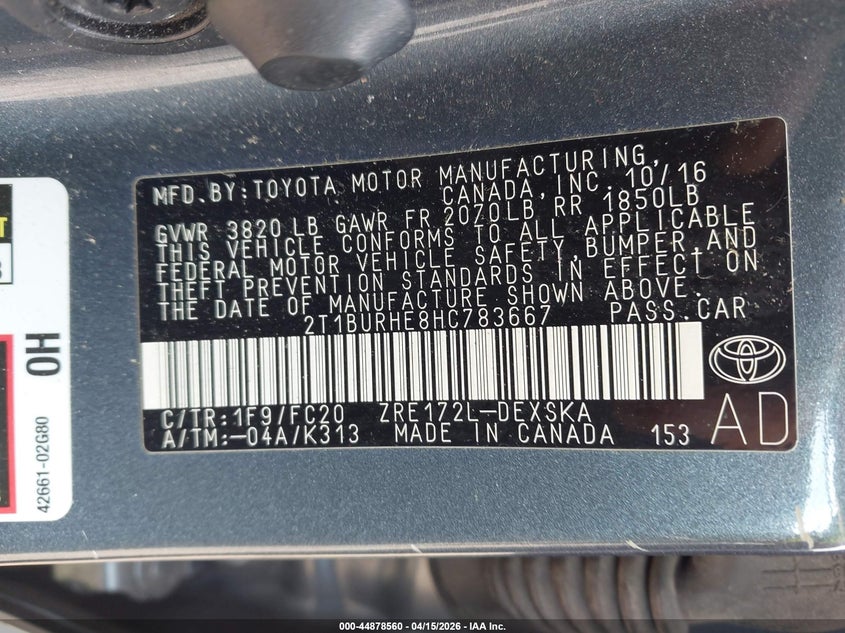 MFD.BY:TOYOTA MOTOR MANUFACTURING,
CANADA,INC. 10/16
GVWR 3820 LB GAWR FR 2070LB RR 1850LB
THIS VEHICLE CONFORMS TO ALL APPLICABLE
FEDERAL MOTOR VEHICLE SAFETY,BUMPER,AND
THEFT PREVENTION STANDARDS IN EFFECT ON
THE DATE OF MANUFACTURE SHOWN ABOVE.
2T1BURHE8HC783667 PASS.CAR
C/TR:1F9/FC20 ZRE172L-DEXSKA
A/TM:-04A/K313 MADE IN CANADA 153
AD
OH
42661-02G80
000-44878560 - 04/15/2026 - IAA Inc.